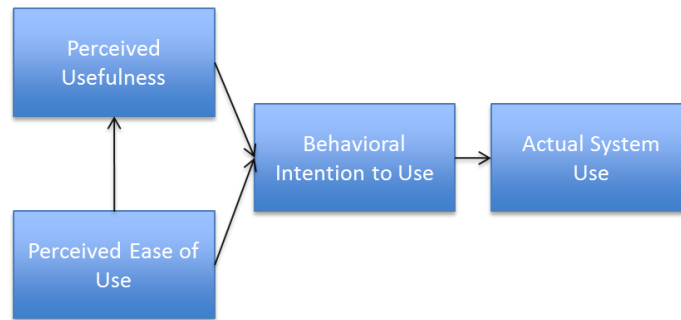 Perceived
Usefulness
Behavioral
Intention to Use
Actual System
Use
Perceived Ease of
Use